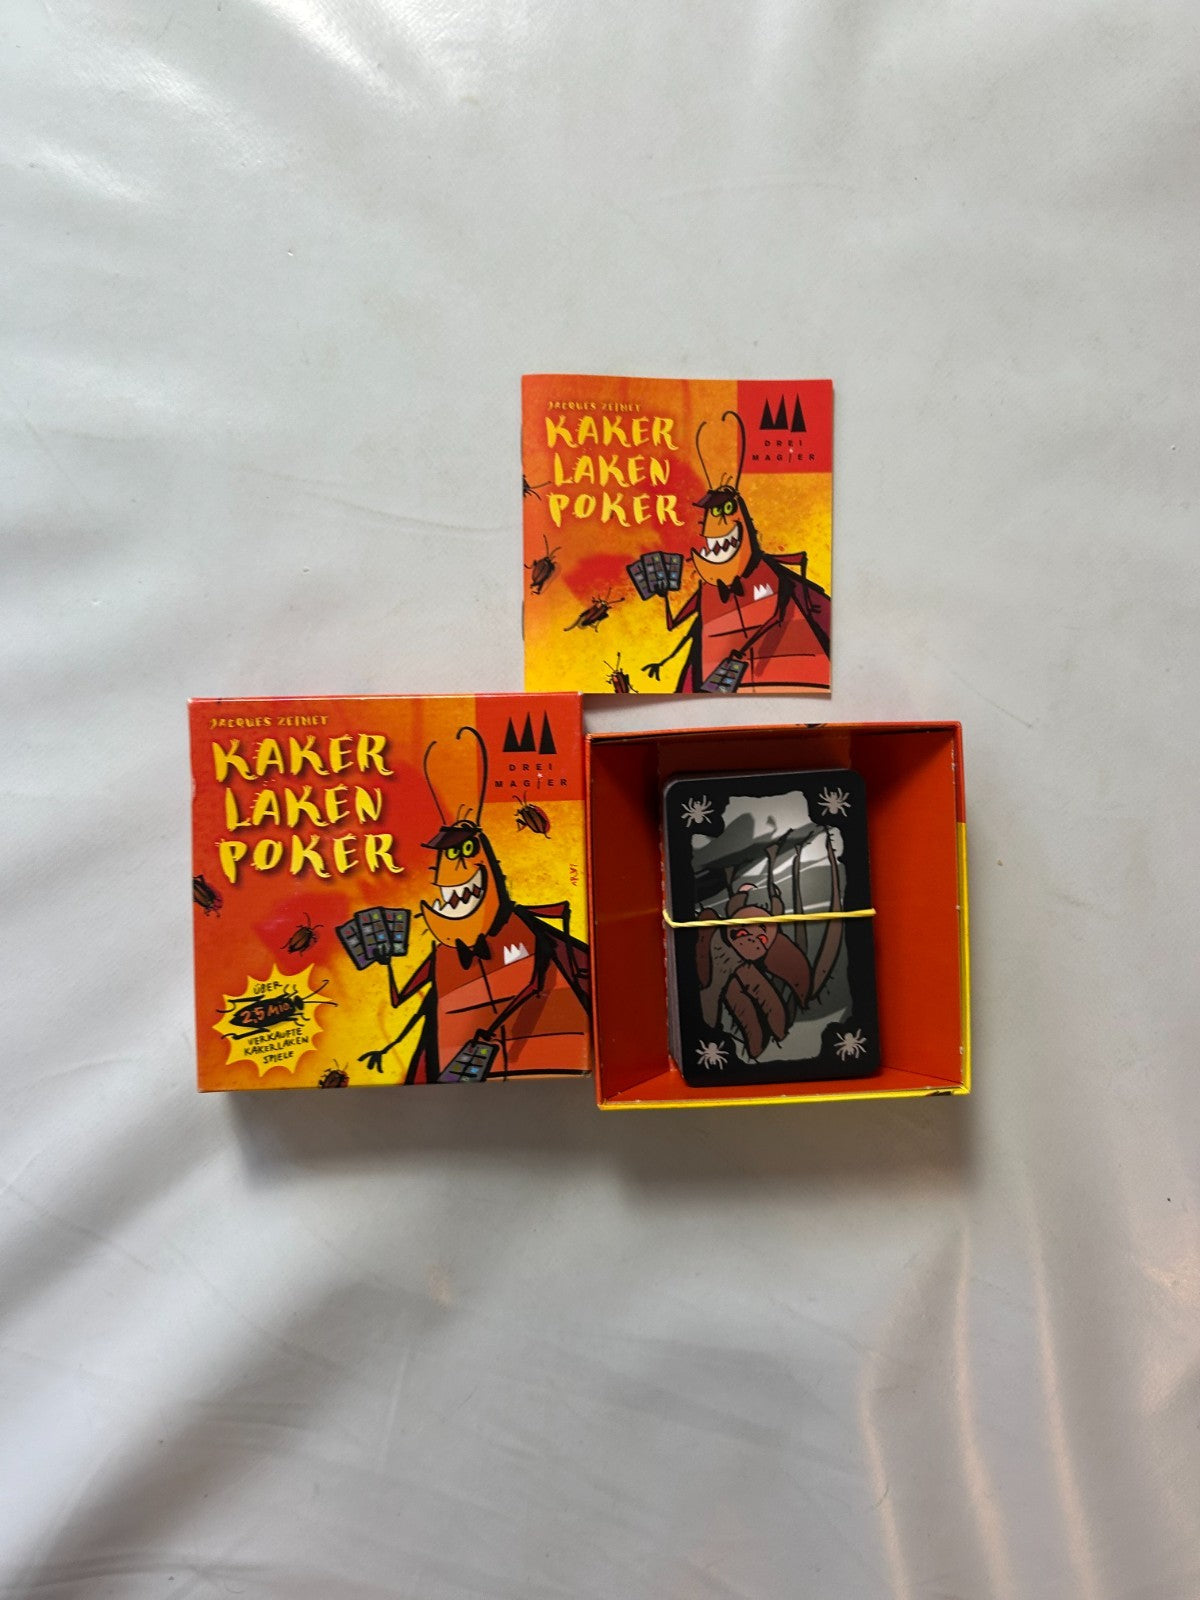 JACQUES ZEIMET
KAKER
LAKEN
POKER
DREI
MAGIER
JACQUES ZEIMET
KAKER
LAKEN
POKER
DREI
MAGIER
ÜBER
2,5 MIO.
VERKAUFTE
KAKERLAKEN
SPIELE